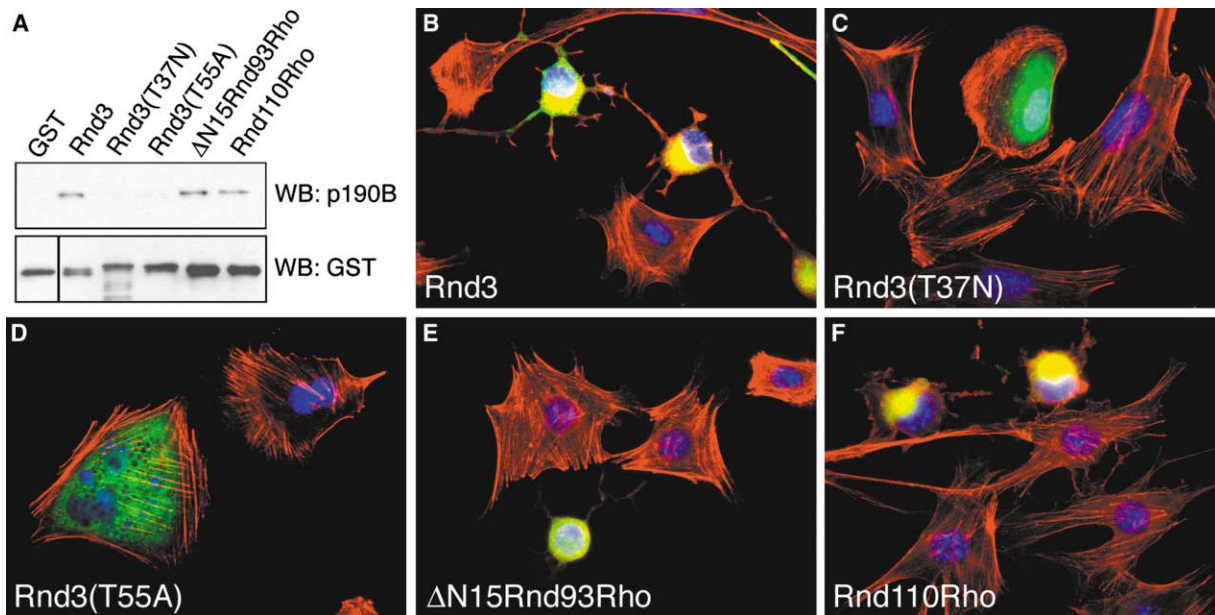 A
GST
Rnd3
Rnd3(T37N)
Rnd3(T55A)
ΔN15Rnd93Rho
Rnd110Rho
WB: p190B
WB: GST
B
Rnd3
C
Rnd3(T37N)
D
Rnd3(T55A)
E
ΔN15Rnd93Rho
F
Rnd110Rho